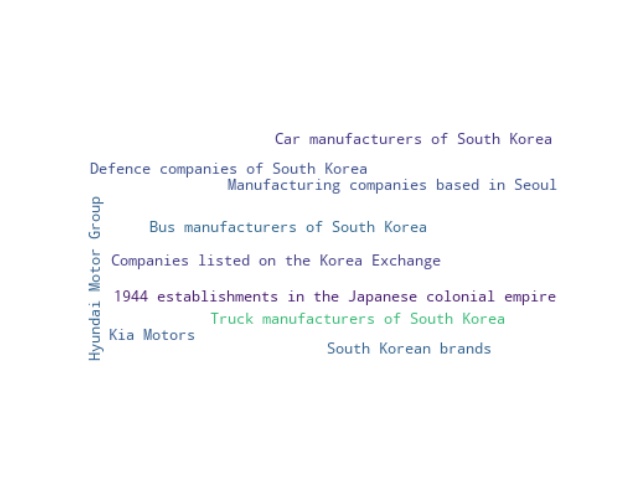 Car manufacturers of South Korea
Defence companies of South Korea
Manufacturing companies based in Seoul
Hyundai Motor Group
Bus manufacturers of South Korea
Companies listed on the Korea Exchange
1944 establishments in the Japanese colonial empire
Truck manufacturers of South Korea
Kia Motors
South Korean brands